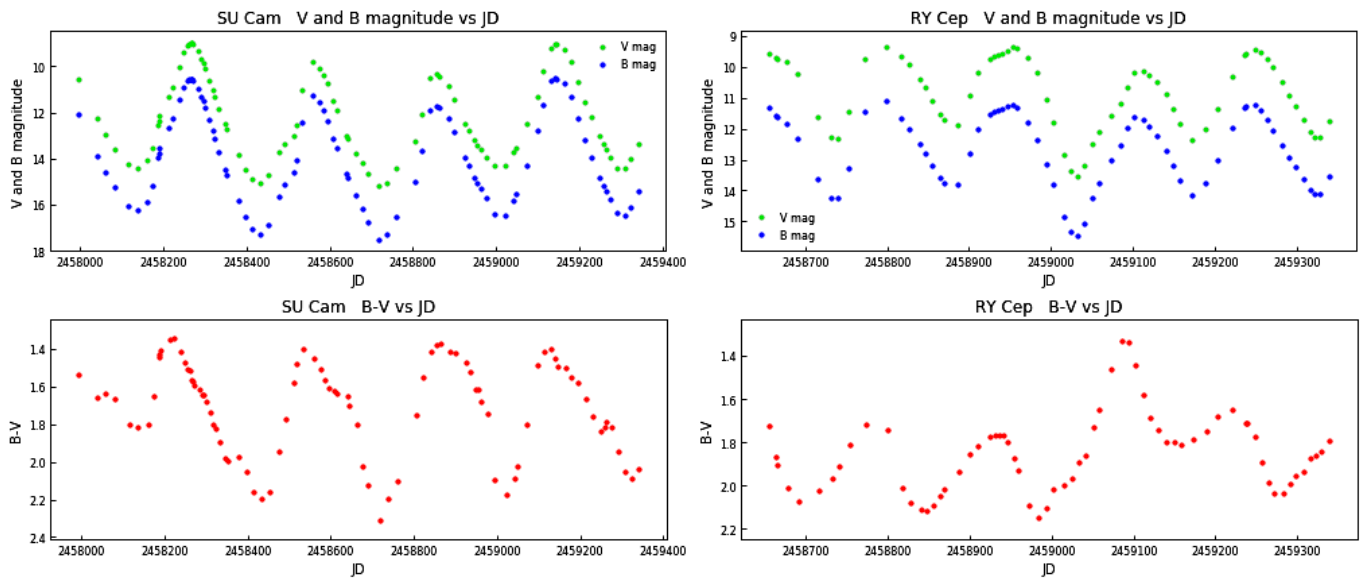 SU Cam   V and B magnitude vs JD
V mag
B mag
V and B magnitude
10
12
14
16
18
2458000 2458200 2458400 2458600 2458800 2459000 2459200 2459400
JD
RY Cep   V and B magnitude vs JD
V and B magnitude
9
10
11
12
13
14
15
V mag
B mag
2458700 2458800 2458900 2459000 2459100 2459200 2459300
JD
SU Cam   B-V vs JD
B-V
1.4
1.6
1.8
2.0
2.2
2.4
2458000 2458200 2458400 2458600 2458800 2459000 2459200 2459400
JD
RY Cep   B-V vs JD
B-V
1.4
1.6
1.8
2.0
2.2
2458700 2458800 2458900 2459000 2459100 2459200 2459300
JD